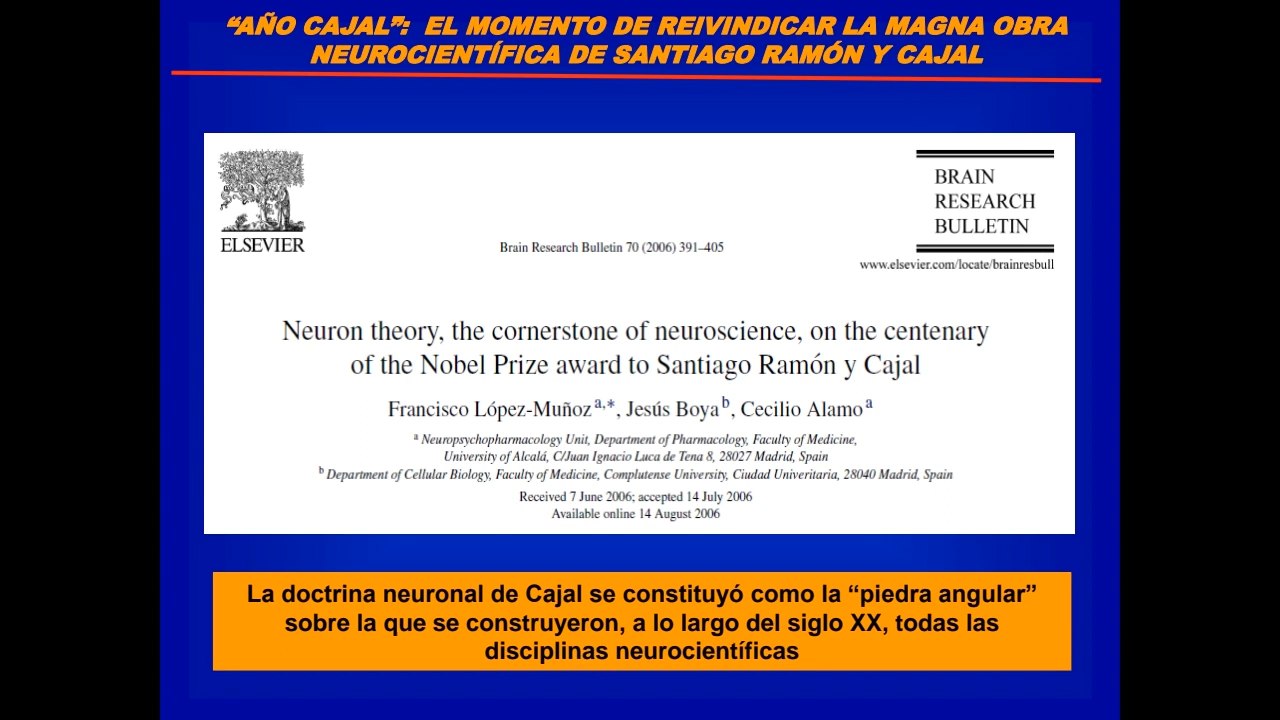 “AÑO CAJAL”: EL MOMENTO DE REIVINDICAR LA MAGNA OBRA
NEUROCIENTÍFICA DE SANTIAGO RAMÓN Y CAJAL
ELSEVIER
Brain Research Bulletin 70 (2006) 391–405
BRAIN
RESEARCH
BULLETIN
www.elsevier.com/locate/brainresbull
Neuron theory, the cornerstone of neuroscience, on the centenary
of the Nobel Prize award to Santiago Ramón y Cajal
Francisco López-Muñoz a,*, Jesús Boya b, Cecilio Alamo a
a Neuropsychopharmacology Unit, Department of Pharmacology, Faculty of Medicine,
University of Alcalá, C/Juan Ignacio Luca de Tena 8, 28027 Madrid, Spain
b Department of Cellular Biology, Faculty of Medicine, Complutense University, Ciudad Univeritaria, 28040 Madrid, Spain
Received 7 June 2006; accepted 14 July 2006
Available online 14 August 2006
La doctrina neuronal de Cajal se constituyó como la “piedra angular”
sobre la que se construyeron, a lo largo del siglo XX, todas las
disciplinas neurocientíficas